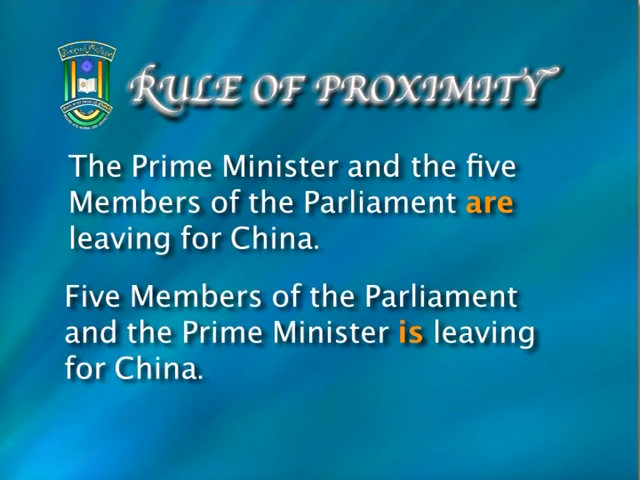 RULE OF PROXIMITY
The Prime Minister and the five
Members of the Parliament are
leaving for China.
Five Members of the Parliament
and the Prime Minister is leaving
for China.